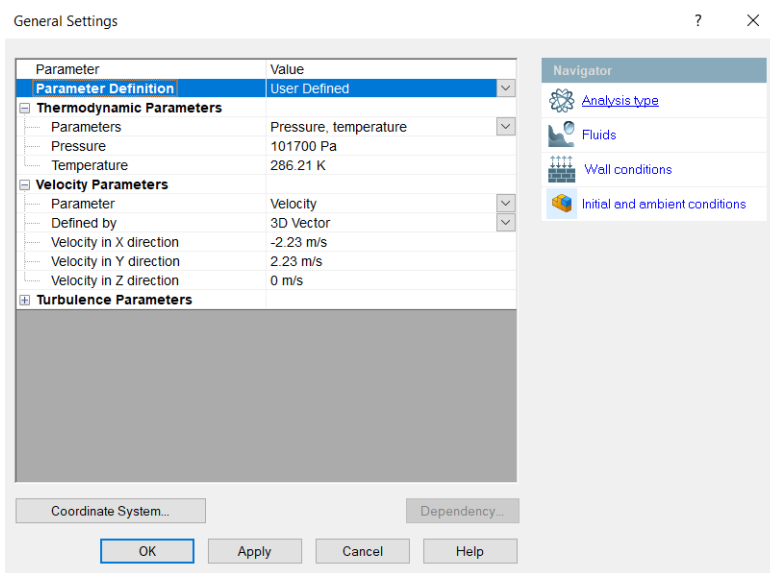 General Settings
Parameter Value
Parameter Definition User Defined
Thermodynamic Parameters
Parameters Pressure, temperature
Pressure 101700 Pa
Temperature 286.21 K
Velocity Parameters
Parameter Velocity
Defined by 3D Vector
Velocity in X direction -2.23 m/s
Velocity in Y direction 2.23 m/s
Velocity in Z direction 0 m/s
Turbulence Parameters
Coordinate System...
Dependency...
OK Apply Cancel Help
Navigator
Analysis type
Fluids
Wall conditions
Initial and ambient conditions